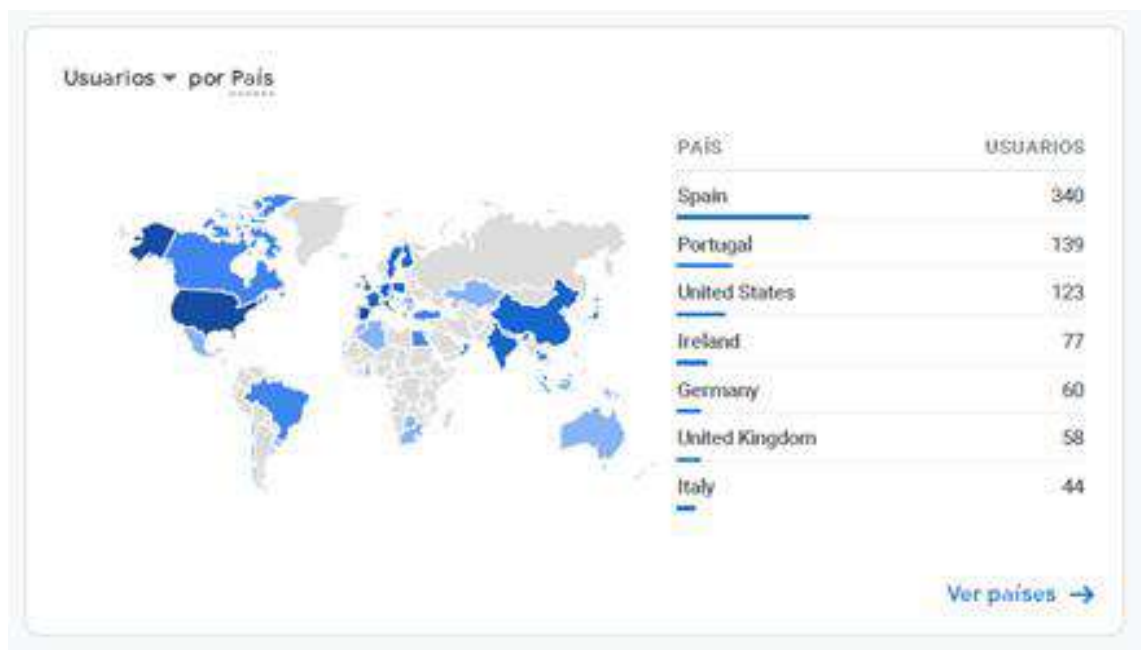 Usuarios por País
PAÍS USUARIOS
Spain 340
Portugal 139
United States 123
Ireland 77
Germany 60
United Kingdom 58
Italy 44
Ver países →